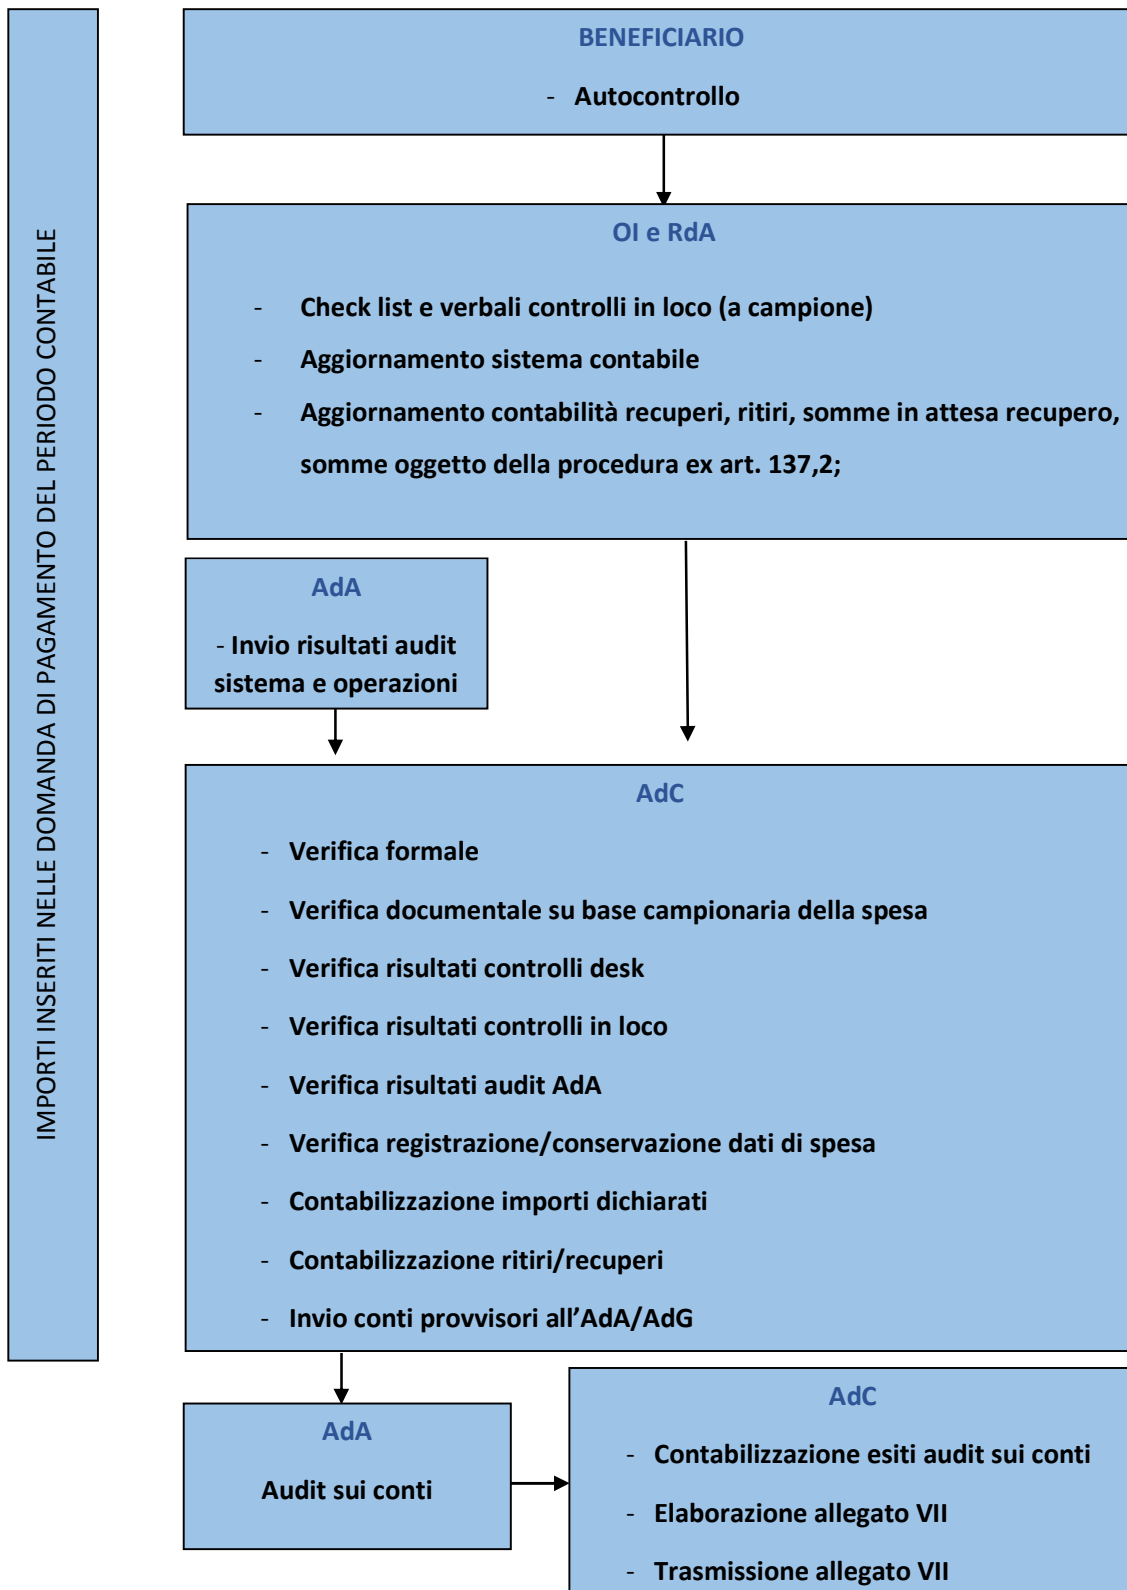 IMPORTI INSERITI NELLE DOMANDA DI PAGAMENTO DEL PERIODO CONTABILE
BENEFICIARIO
- Autocontrollo
OI e RdA
- Check list e verbali controlli in loco (a campione)
- Aggiornamento sistema contabile
- Aggiornamento contabilità recuperi, ritiri, somme in attesa recupero,
somme oggetto della procedura ex art. 137,2;
AdA
- Invio risultati audit
sistema e operazioni
AdC
- Verifica formale
- Verifica documentale su base campionaria della spesa
- Verifica risultati controlli desk
- Verifica risultati controlli in loco
- Verifica risultati audit AdA
- Verifica registrazione/conservazione dati di spesa
- Contabilizzazione importi dichiarati
- Contabilizzazione ritiri/recuperi
- Invio conti provvisori all’AdA/AdG
AdA
Audit sui conti
AdC
- Contabilizzazione esiti audit sui conti
- Elaborazione allegato VII
- Trasmissione allegato VII